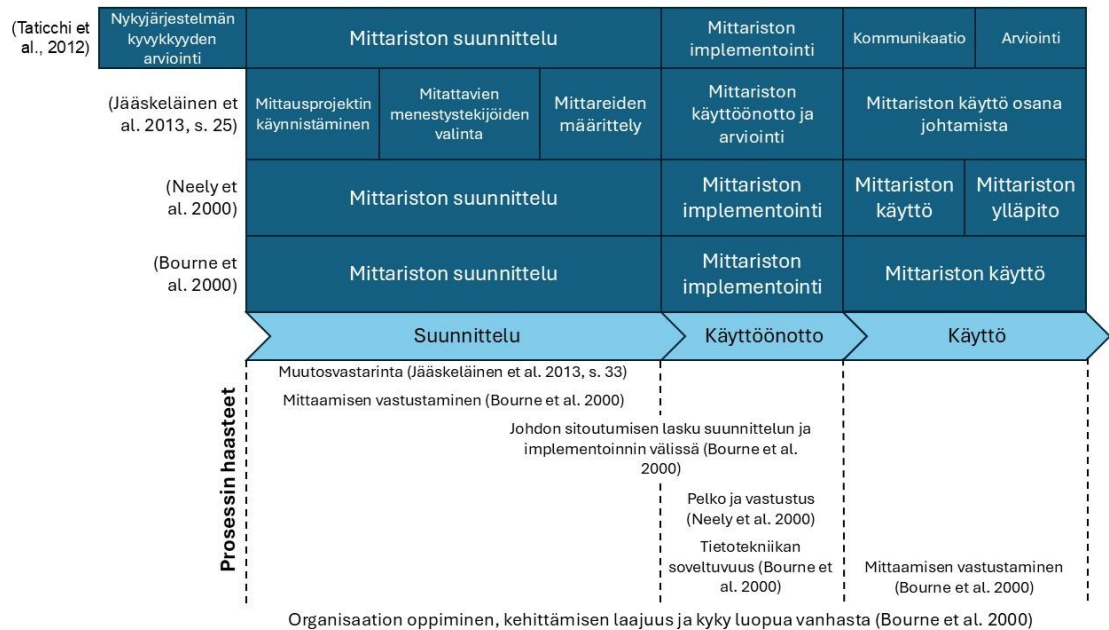 (Taticchi
et al., 2012)
Nykyjärjestelmän
kyvykkyyden
arviointi
Mittariston suunnittelu
Mittariston
implementointi
Kommunikaatio
Arviointi
(Jääskeläinen et
al. 2013, s. 25)
Mittausprojektin
käynnistäminen
Mitattavien
menestystekijöiden
valinta
Mittareiden
määrittely
Mittariston
käyttöönotto ja
arviointi
Mittariston käyttö osana
johtamista
(Neely et
al. 2000)
Mittariston suunnittelu
Mittariston
implementointi
Mittariston
käyttö
Mittariston
ylläpito
(Bourne et
al. 2000)
Mittariston suunnittelu
Mittariston
implementointi
Mittariston käyttö
Suunnittelu
Käyttöönotto
Käyttö
Prosessin haasteet
Muutosvastarinta (Jääskeläinen et al. 2013, s. 33)
Mittaamisen vastustaminen (Bourne et al. 2000)
Johdon sitoutumisen lasku suunnittelun ja
implementoinnin välissä (Bourne et al.
2000)
Pelko ja vastustus
(Neely et al. 2000)
Tietotekniikan
soveltuvuus (Bourne et
al. 2000)
Mittaamisen vastustaminen
(Bourne et al. 2000)
Organisaation oppiminen, kehittämisen laajuus ja kyky luopua vanhasta (Bourne et al. 2000)